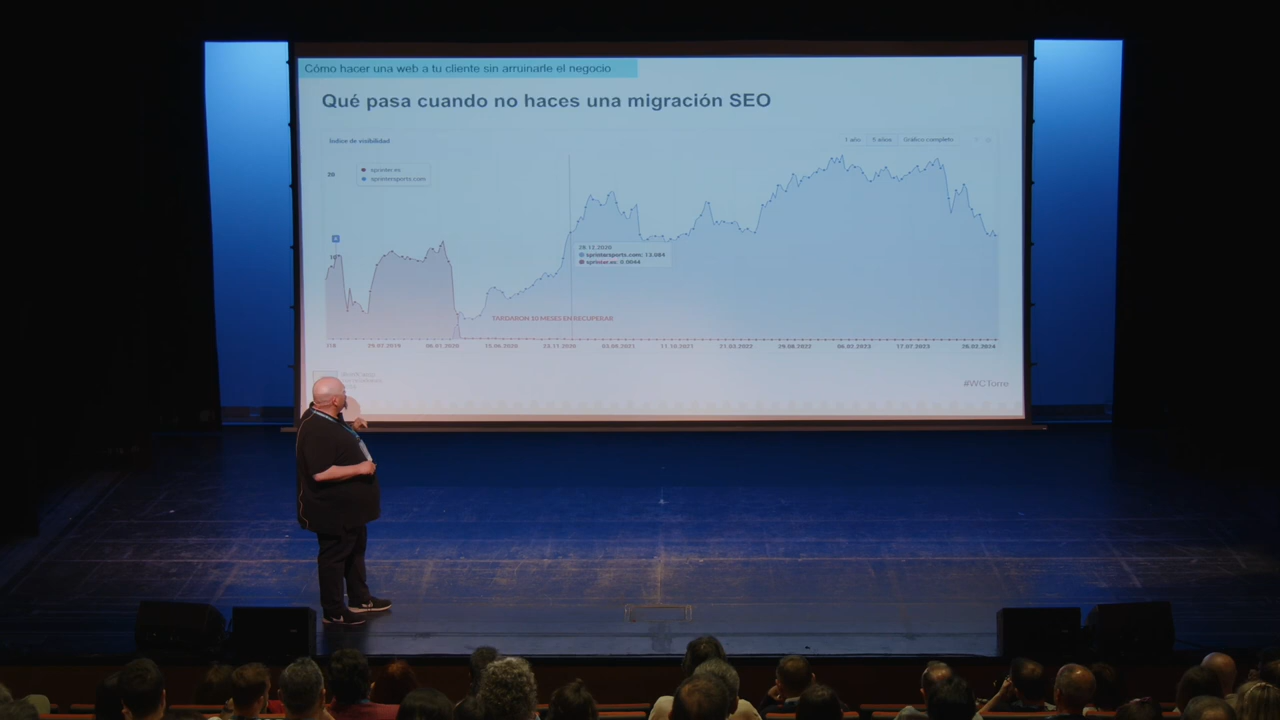 Cómo hacer una web a tu cliente sin arruinarle el negocio
Qué pasa cuando no haces una migración SEO
Índice de visibilidad
1 año 5 años Gráfico completo
20
sprinter.es
sprintersports.com
28.12.2020
sprintersports.com: 13.084
sprinter.es: 0.0044
TARDARON 10 MESES EN RECUPERAR
29.07.2019 06.01.2020 15.06.2020 23.11.2020 03.05.2021 11.10.2021 21.03.2022 29.08.2022 06.02.2023 17.07.2023 26.02.2024
#WCTorre